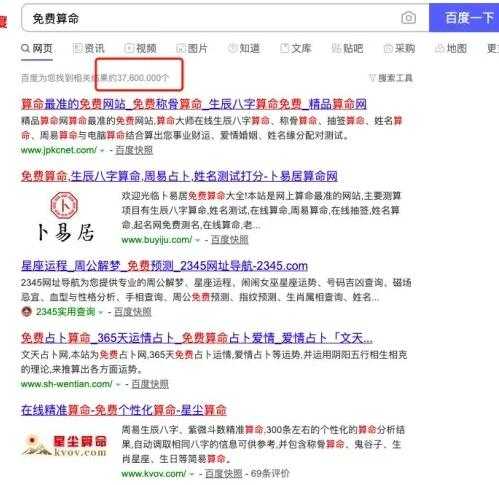 免费算命
百度一下
网页 资讯 视频 图片 知道 文库 贴吧 采购 地图 更多
百度为您找到相关结果约37,600,000个
搜索工具
算命最准的免费网站_免费称骨算命_生辰八字算命免费_精品算命网
精品算命网算命最准的免费网站,算命大师在线生辰八字算命、称骨算命、抽签算命、姓名算
命、周易算命与电脑算命结合算出您事业财运、爱情婚姻、姓名缘分配对测试。
www.jpkcnet.com/ - 百度快照
免费算命,生辰八字算命,周易占卜,姓名测试打分-卜易居算命网
卜易居
欢迎光临卜易居免费算命大全!本站是网上算命最准的网站,主要测算
项目有生辰八字算命,姓名测试,在线算命,周易算命,在线抽签,姓名算
命,起名网免费测名,在线算命,老...
www.buyiju.com/ - 百度快照
星座运程_周公解梦_免费预测_2345网址导航-2345.com
2345网址导航为您提供专业的周公解梦、星座运程、闹闹女巫星座运势、号码吉凶查询、磁场
忌宜、血型与性格分析、手相查询、周公免费预测、指纹预测、生肖属相查询、姓名...
2345实用查询 - 百度快照
免费占卜算命_365天运情占卜_免费算命占卜爱情_爱情占卜「文天...
文天占卜网,本站为免费占卜网,365天免费占卜,爱情占卜等运势,并运用阴阳五行相生相克
的理论,来推算出各方面运势。
www.sh-wentian.com/ - 百度快照
在线精准算命-免费个性化算命-星尘算命
星尘算命
kvov.com
周易生辰八字、紫微斗数精准算命,300条左右的个性化的算命分析结
果,自动调取相同八字的信息可供参考,并包含称骨算命、鬼谷子、生
肖星座、生日等简易算命。
www.kvov.com/ - 百度快照 - 69条评价